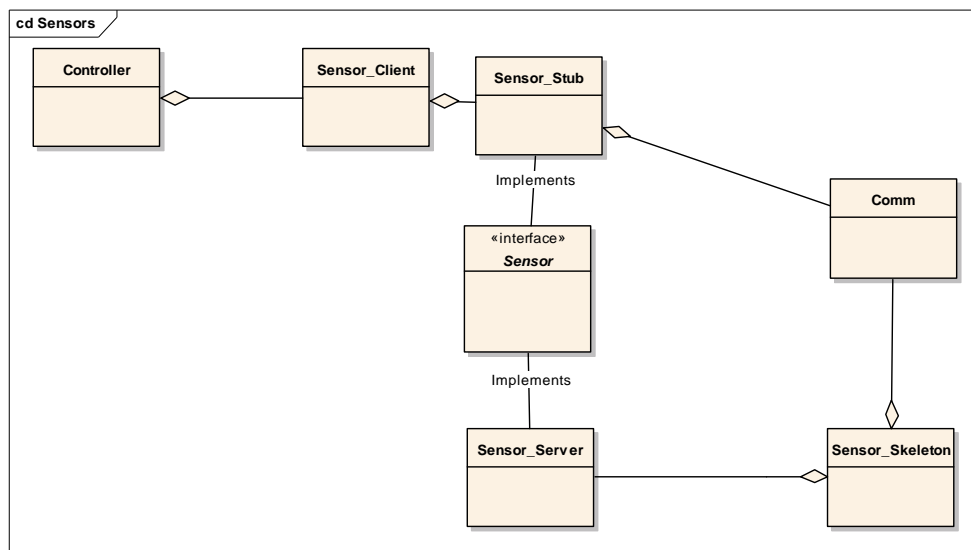 cd Sensors
Controller
Sensor_Client
Sensor_Stub
Implements
Comm
«interface»
Sensor
Implements
Sensor_Server
Sensor_Skeleton